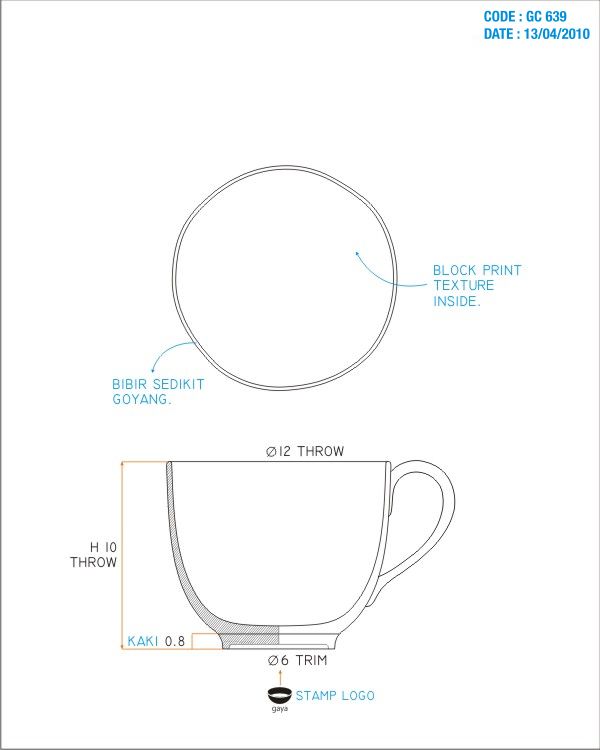 CODE : GC 639
DATE : 13/04/2010
BLOCK PRINT
TEXTURE
INSIDE.
BIBIR SEDIKIT
GOYANG.
Ø12 THROW
H 10
THROW
KAKI 0.8
Ø6 TRIM
STAMP LOGO
gaya